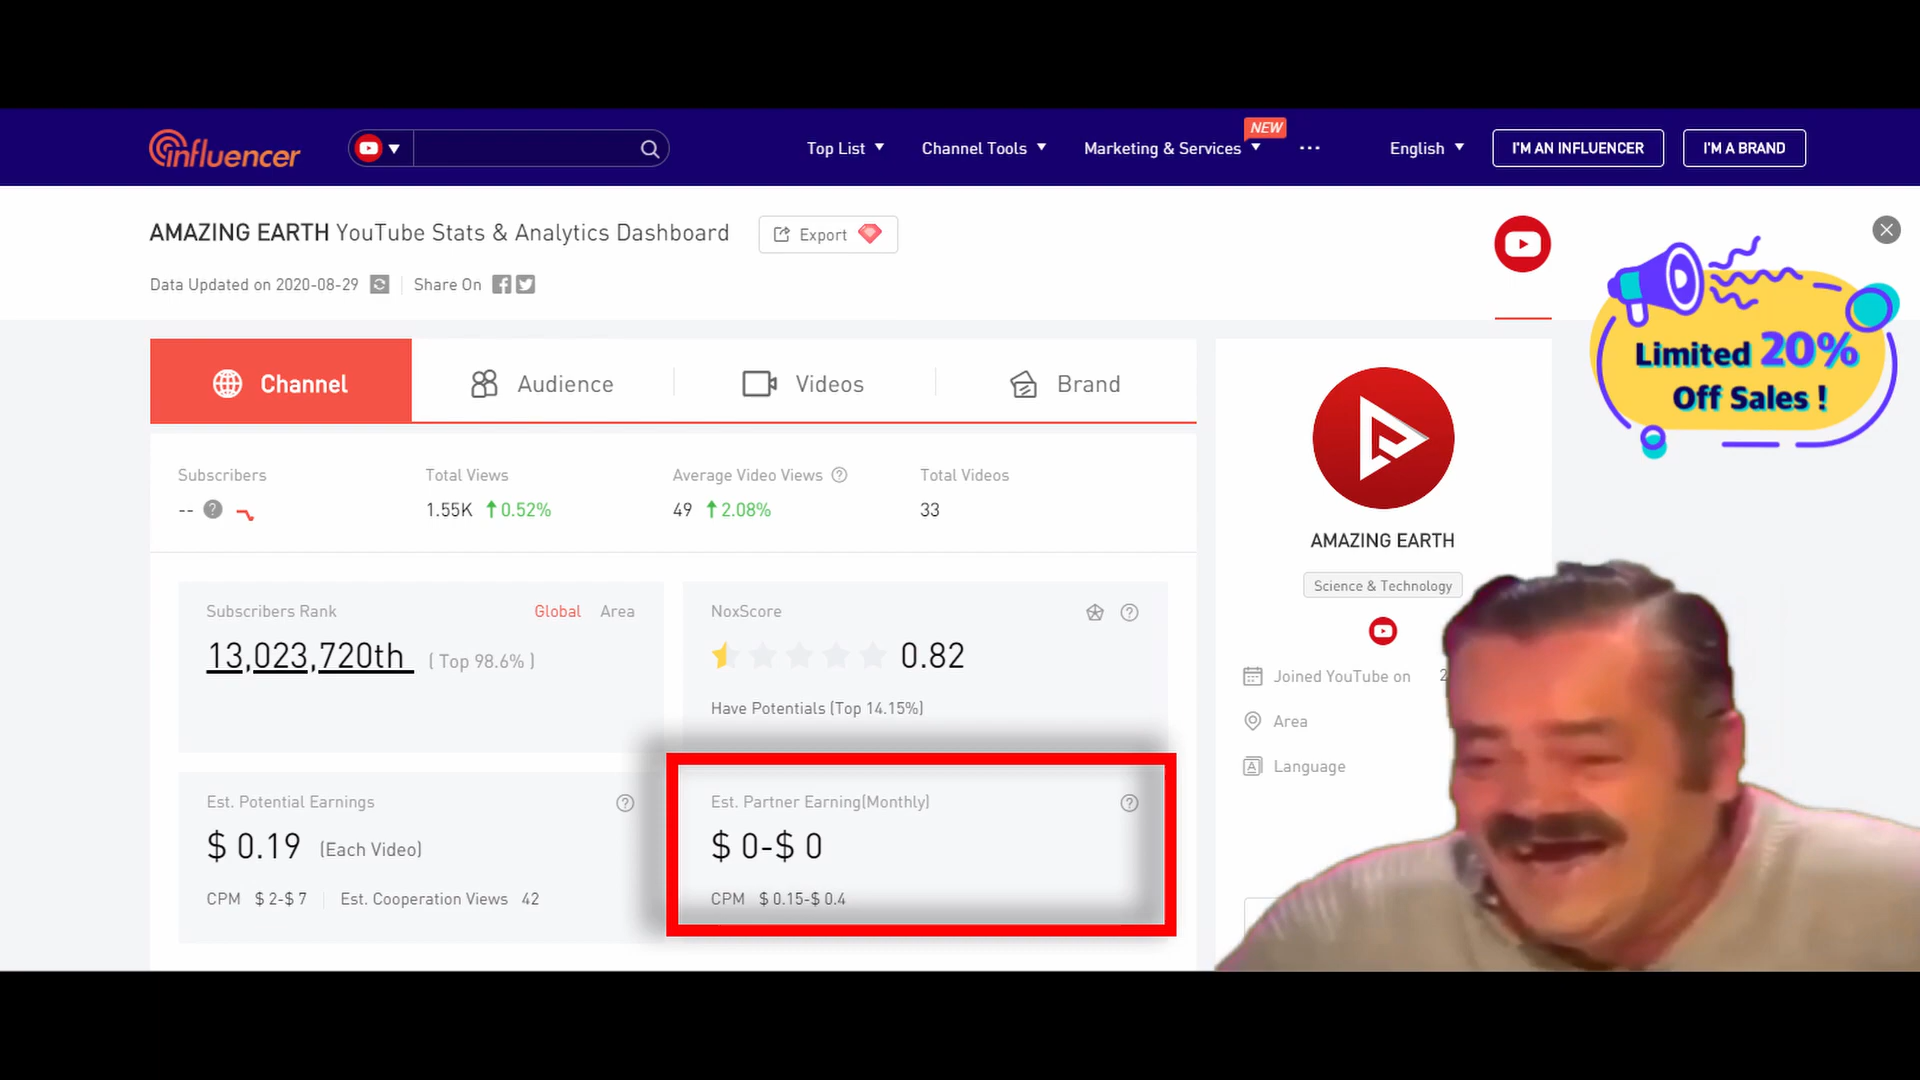 influencer
Top List
Channel Tools
Marketing & Services
NEW
...
English
I'M AN INFLUENCER
I'M A BRAND
AMAZING EARTH YouTube Stats & Analytics Dashboard
Export
Data Updated on 2020-08-29
Share On
Limited 20%
Off Sales !
Channel
Audience
Videos
Brand
Subscribers
--
Total Views
1.55K 0.52%
Average Video Views
49 2.08%
Total Videos
33
Subscribers Rank
Global Area
13,023,720th ( Top 98.6% )
NoxScore
0.82
Have Potentials (Top 14.15%)
Est. Potential Earnings
$ 0.19 (Each Video)
CPM $ 2-$ 7 Est. Cooperation Views 42
Est. Partner Earning(Monthly)
$ 0-$ 0
CPM $ 0.15-$ 0.4
AMAZING EARTH
Science & Technology
Joined YouTube on
Area
Language